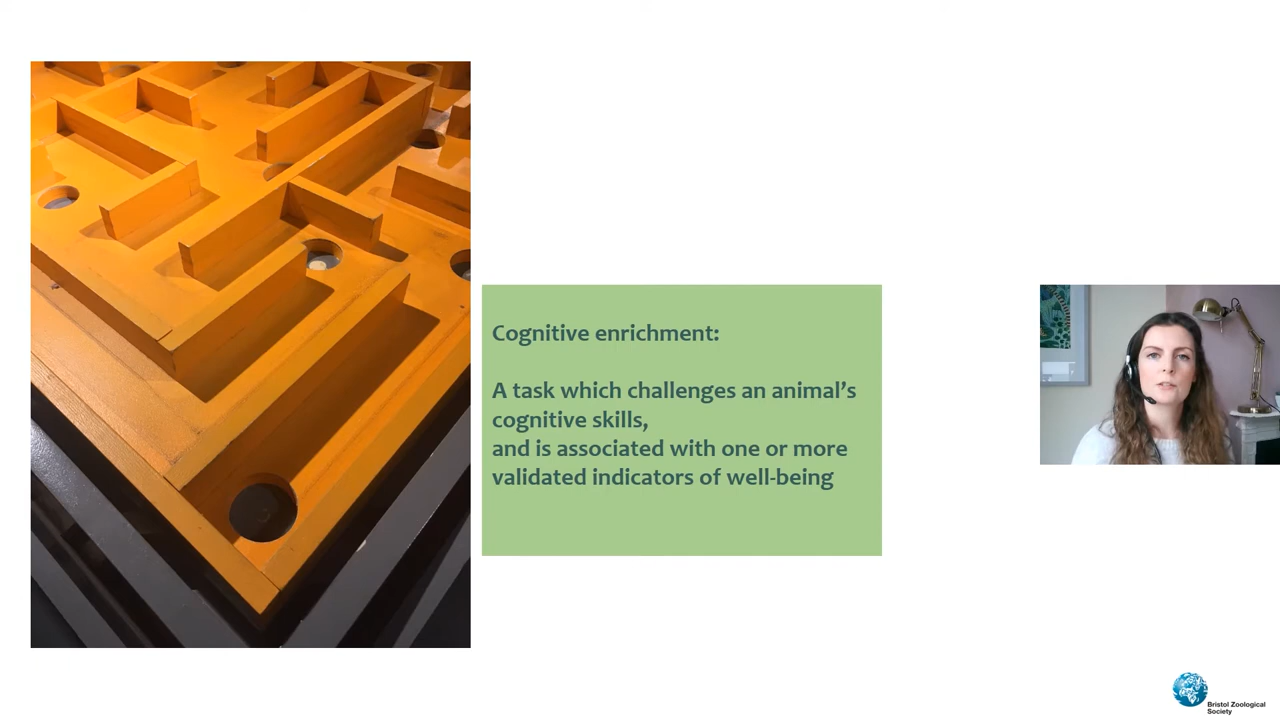 Cognitive enrichment:
A task which challenges an animal’s
cognitive skills,
and is associated with one or more
validated indicators of well-being
Bristol Zoological
Society